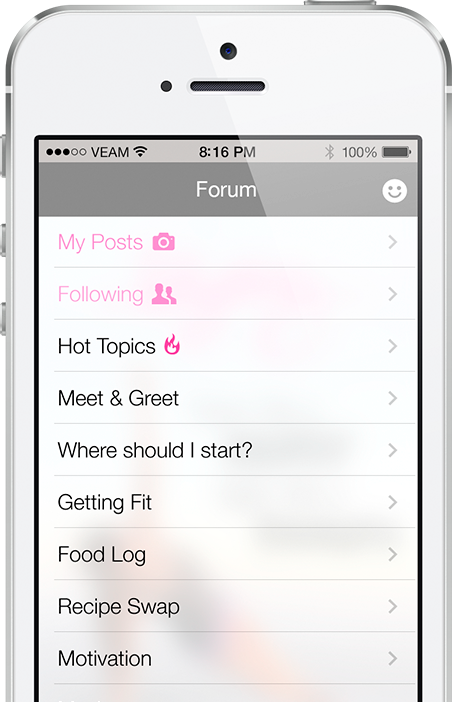 VEAM 8:16 PM 100%
Forum
My Posts
Following
Hot Topics
Meet & Greet
Where should I start?
Getting Fit
Food Log
Recipe Swap
Motivation